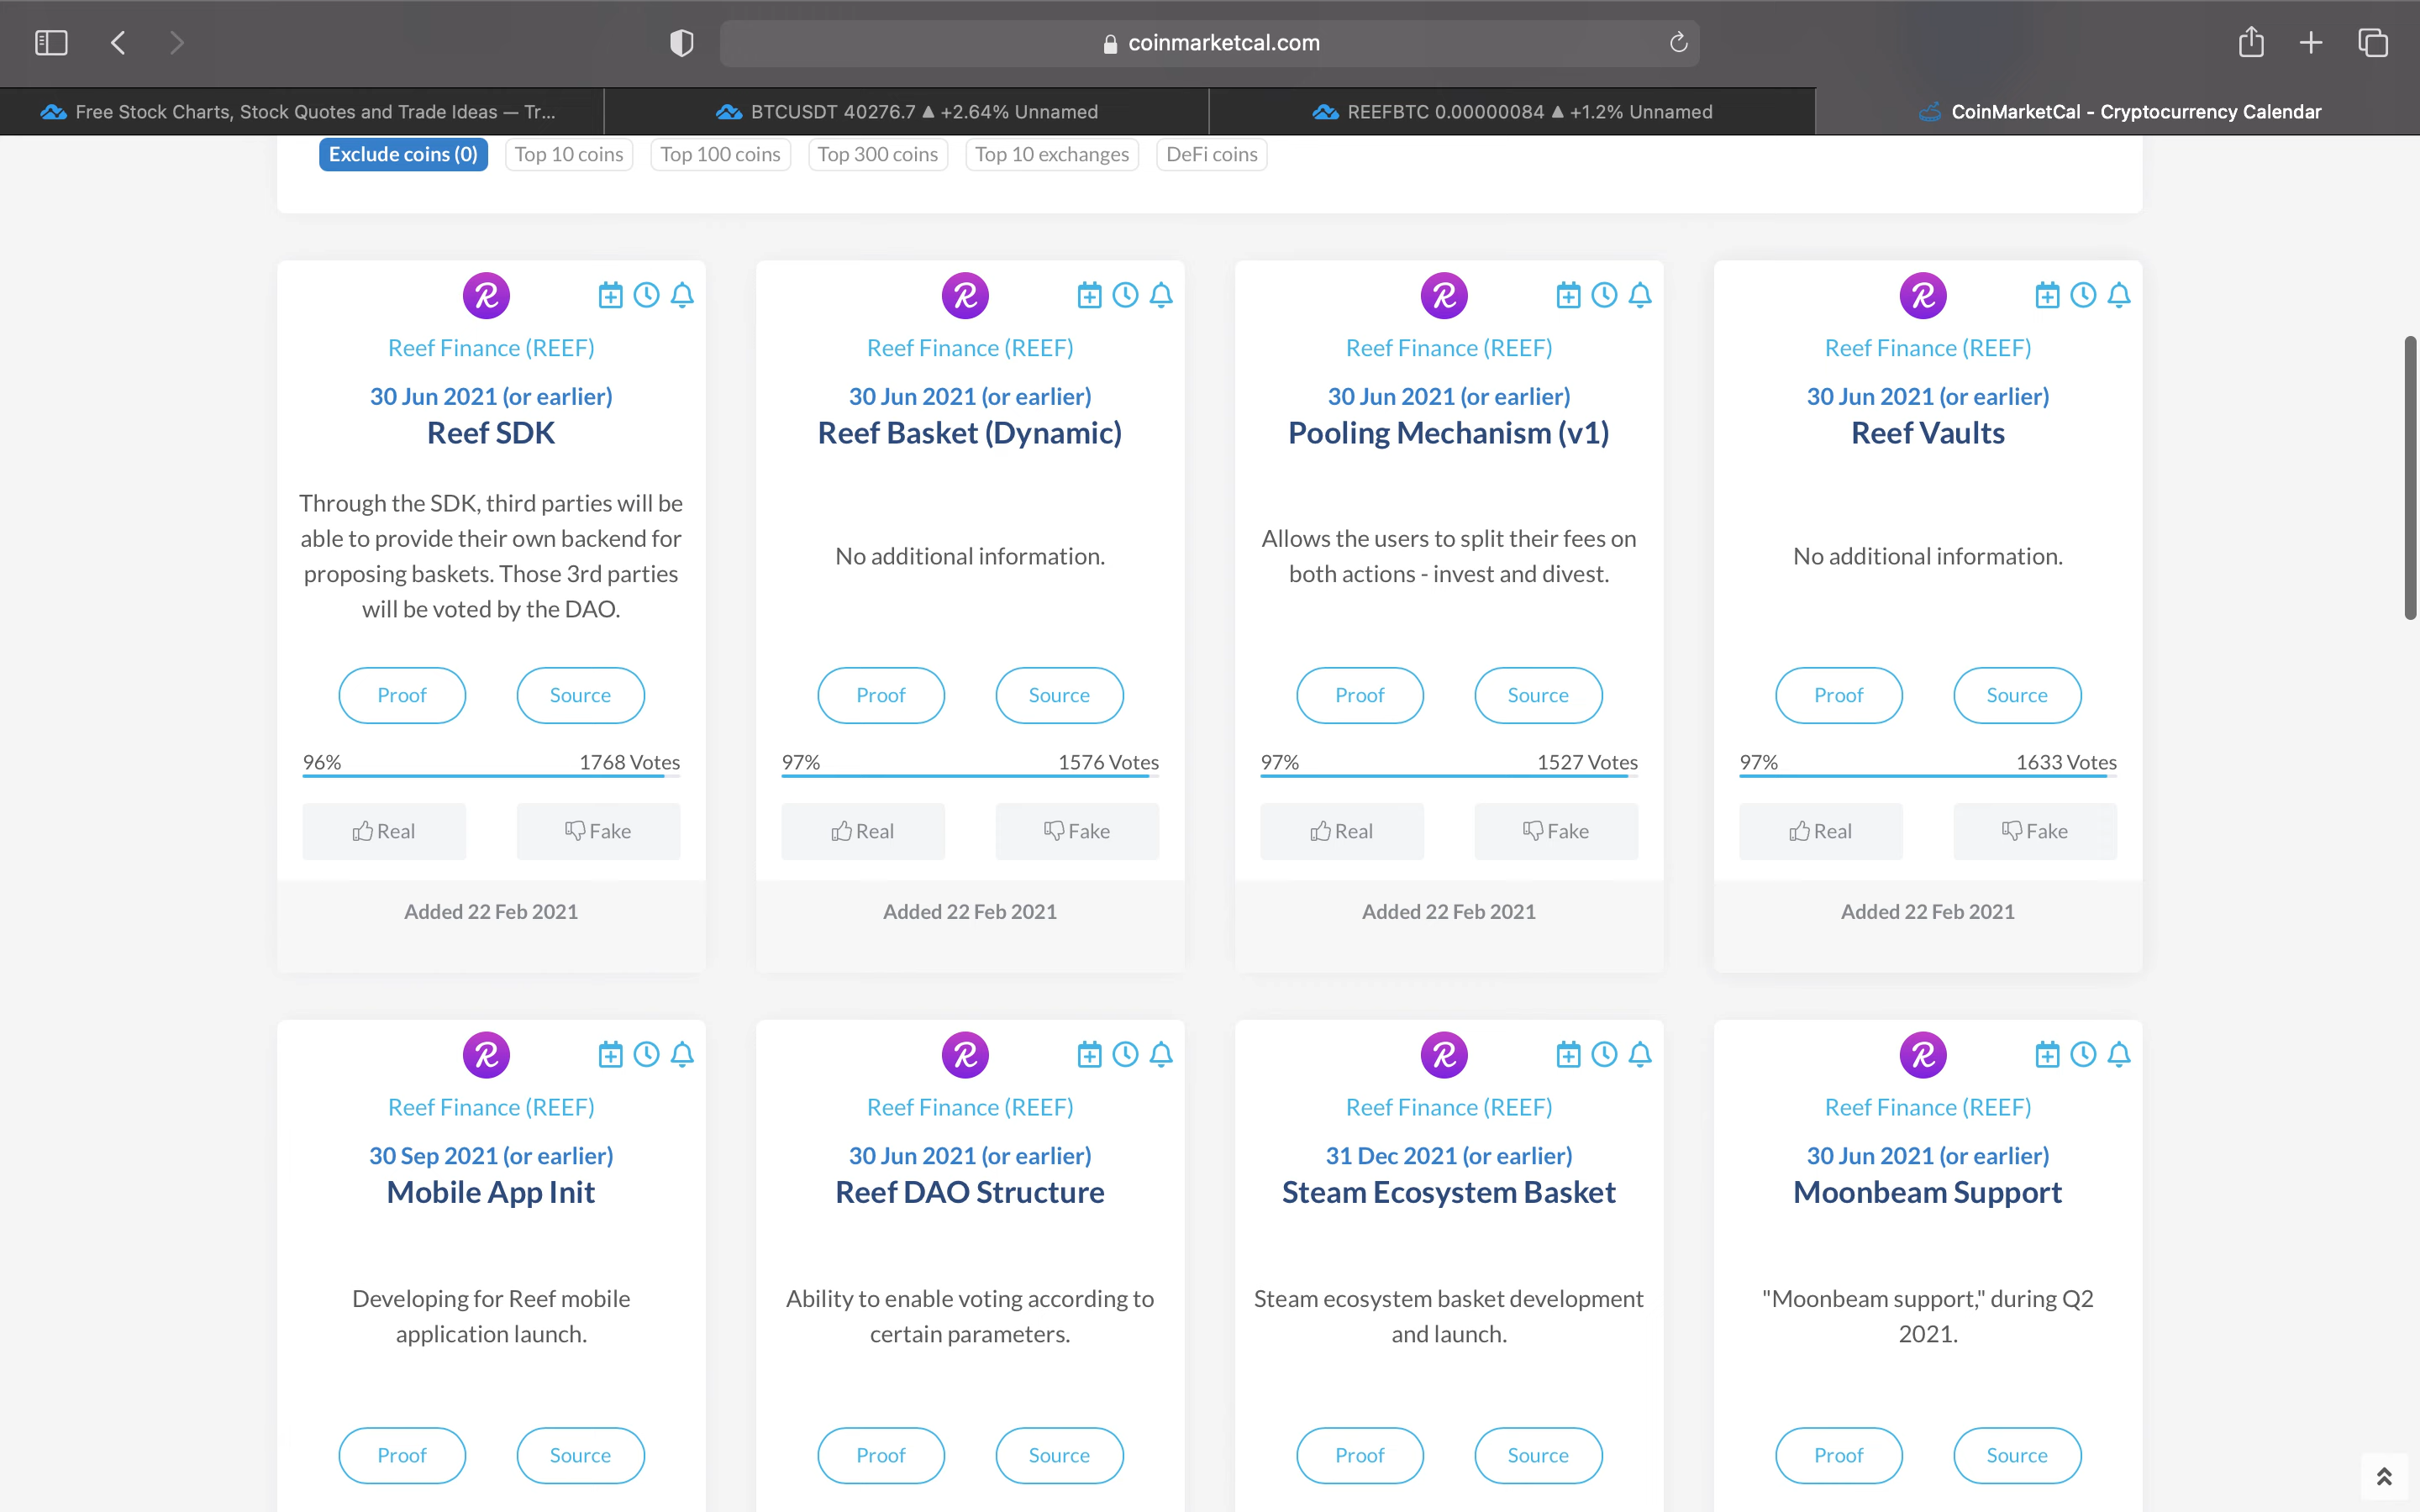 coinmarketcal.com
Free Stock Charts, Stock Quotes and Trade Ideas — Tr...
BTCUSDT 40276.7 ▲ +2.64% Unnamed
REEFBTC 0.00000084 ▲ +1.2% Unnamed
CoinMarketCal - Cryptocurrency Calendar
Exclude coins (0)
Top 10 coins
Top 100 coins
Top 300 coins
Top 10 exchanges
DeFi coins
Reef Finance (REEF)
30 Jun 2021 (or earlier)
Reef SDK
Through the SDK, third parties will be
able to provide their own backend for
proposing baskets. Those 3rd parties
will be voted by the DAO.
Proof
Source
96%
1768 Votes
Real
Fake
Added 22 Feb 2021
Reef Finance (REEF)
30 Jun 2021 (or earlier)
Reef Basket (Dynamic)
No additional information.
Proof
Source
97%
1576 Votes
Real
Fake
Added 22 Feb 2021
Reef Finance (REEF)
30 Jun 2021 (or earlier)
Pooling Mechanism (v1)
Allows the users to split their fees on
both actions - invest and divest.
Proof
Source
97%
1527 Votes
Real
Fake
Added 22 Feb 2021
Reef Finance (REEF)
30 Jun 2021 (or earlier)
Reef Vaults
No additional information.
Proof
Source
97%
1633 Votes
Real
Fake
Added 22 Feb 2021
Reef Finance (REEF)
30 Sep 2021 (or earlier)
Mobile App Init
Developing for Reef mobile
application launch.
Proof
Source
Reef Finance (REEF)
30 Jun 2021 (or earlier)
Reef DAO Structure
Ability to enable voting according to
certain parameters.
Proof
Source
Reef Finance (REEF)
31 Dec 2021 (or earlier)
Steam Ecosystem Basket
Steam ecosystem basket development
and launch.
Proof
Source
Reef Finance (REEF)
30 Jun 2021 (or earlier)
Moonbeam Support
"Moonbeam support," during Q2
2021.
Proof
Source